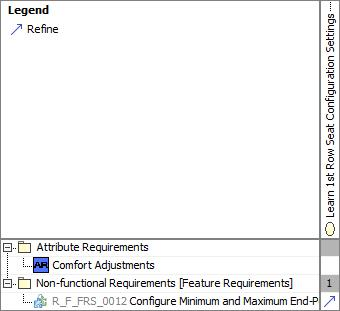 Legend
Refine
Learn 1st Row Seat Configuration Settings
Attribute Requirements
AR Comfort Adjustments
Non-functional Requirements [Feature Requirements] 1
R_F_FRS_0012 Configure Minimum and Maximum End-P